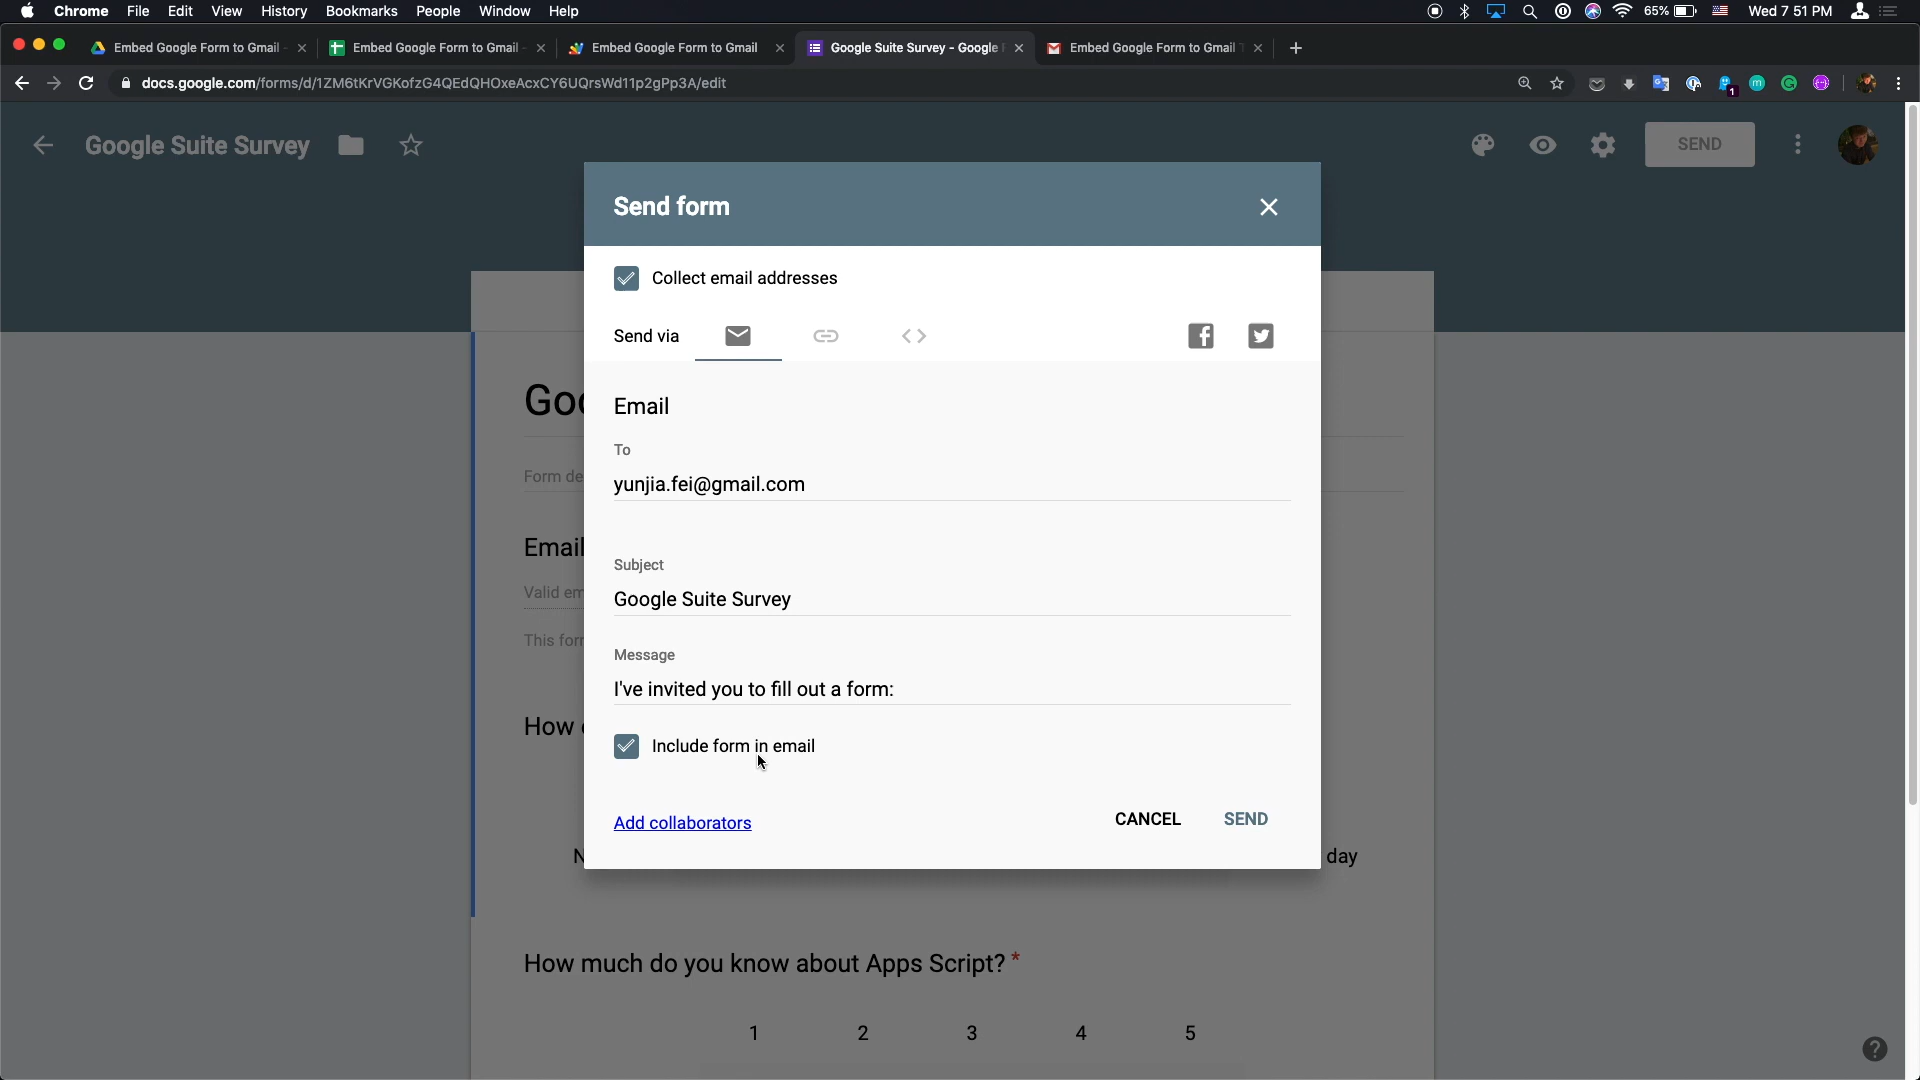 Chrome File Edit View History Bookmarks People Window Help 65% Wed 7 51 PM
Embed Google Form to Gmail - Embed Google Form to Gmail - Embed Google Form to Gmail Google Suite Survey - Google F Embed Google Form to Gmail T
docs.google.com/forms/d/1ZM6tKrVGKofzG4QEdQHOxeAcxCY6UQrsWd11p2gPp3A/edit 1
Google Suite Survey SEND
Send form
Collect email addresses
Send via
Goo
Email
To
Form de
yunjia.fei@gmail.com
Email
Subject
Valid em
Google Suite Survey
This form
Message
I've invited you to fill out a form:
How
Include form in email
Add collaborators CANCEL SEND
N day
How much do you know about Apps Script? *
1 2 3 4 5